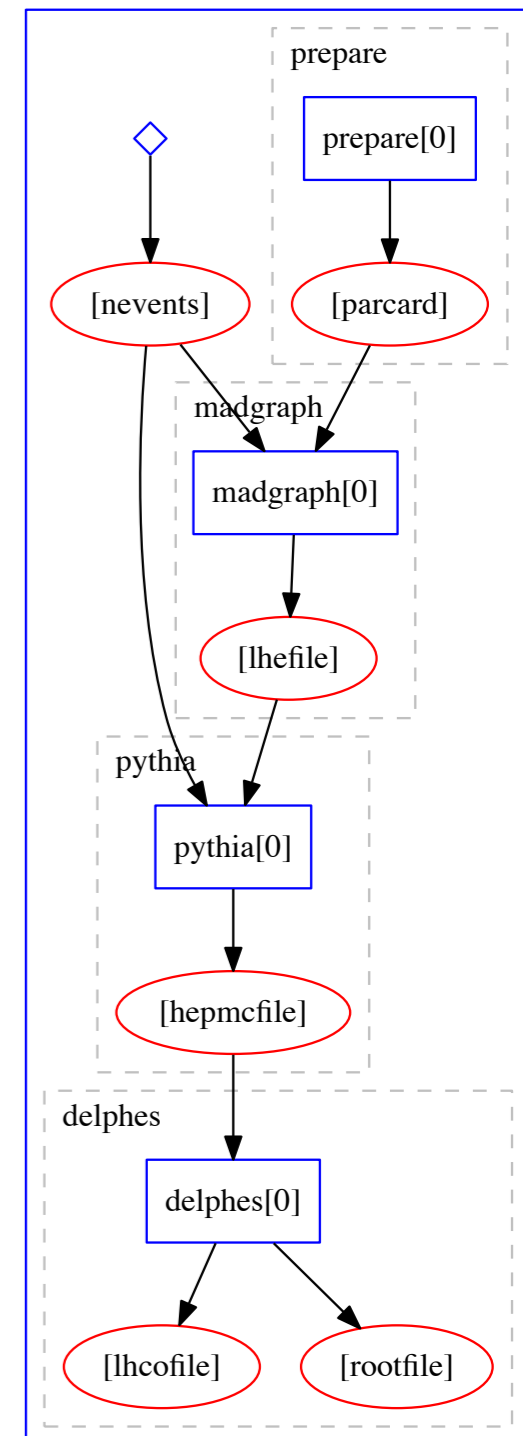 prepare
prepare[0]
[nevents]
[parcard]
madgraph
madgraph[0]
[lhefile]
pythia
pythia[0]
[hepmcfile]
delphes
delphes[0]
[lhcofile]
[rootfile]